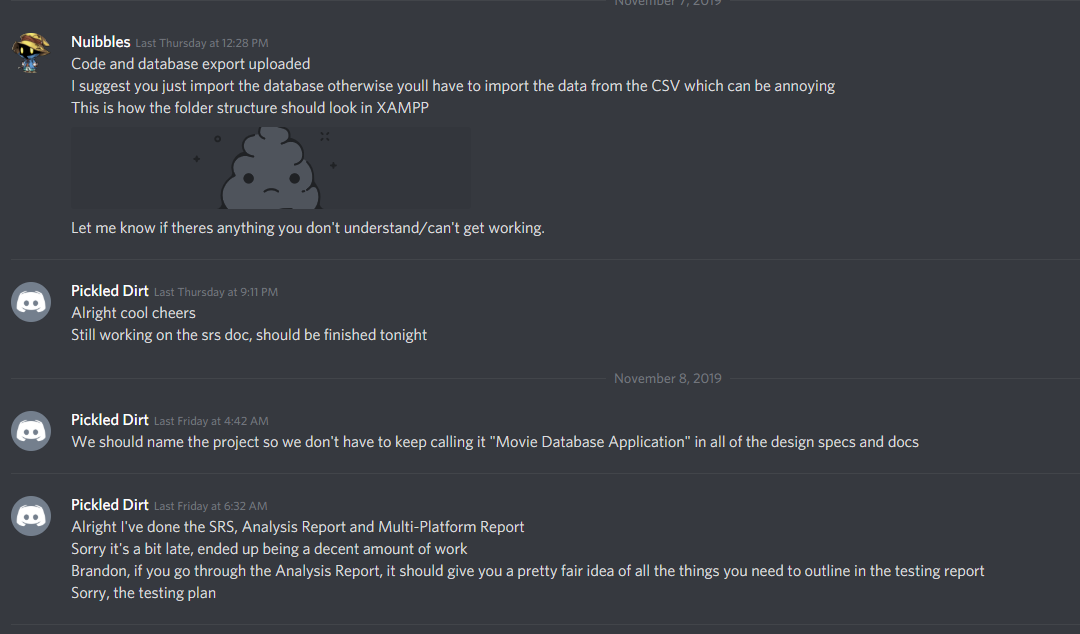 November 7, 2019
Nuibbles Last Thursday at 12:28 PM
Code and database export uploaded
I suggest you just import the database otherwise youll have to import the data from the CSV which can be annoying
This is how the folder structure should look in XAMPP
Let me know if theres anything you don't understand/can't get working.
Pickled Dirt Last Thursday at 9:11 PM
Alright cool cheers
Still working on the srs doc, should be finished tonight
November 8, 2019
Pickled Dirt Last Friday at 4:42 AM
We should name the project so we don't have to keep calling it "Movie Database Application" in all of the design specs and docs
Pickled Dirt Last Friday at 6:32 AM
Alright I've done the SRS, Analysis Report and Multi-Platform Report
Sorry it's a bit late, ended up being a decent amount of work
Brandon, if you go through the Analysis Report, it should give you a pretty fair idea of all the things you need to outline in the testing report
Sorry, the testing plan